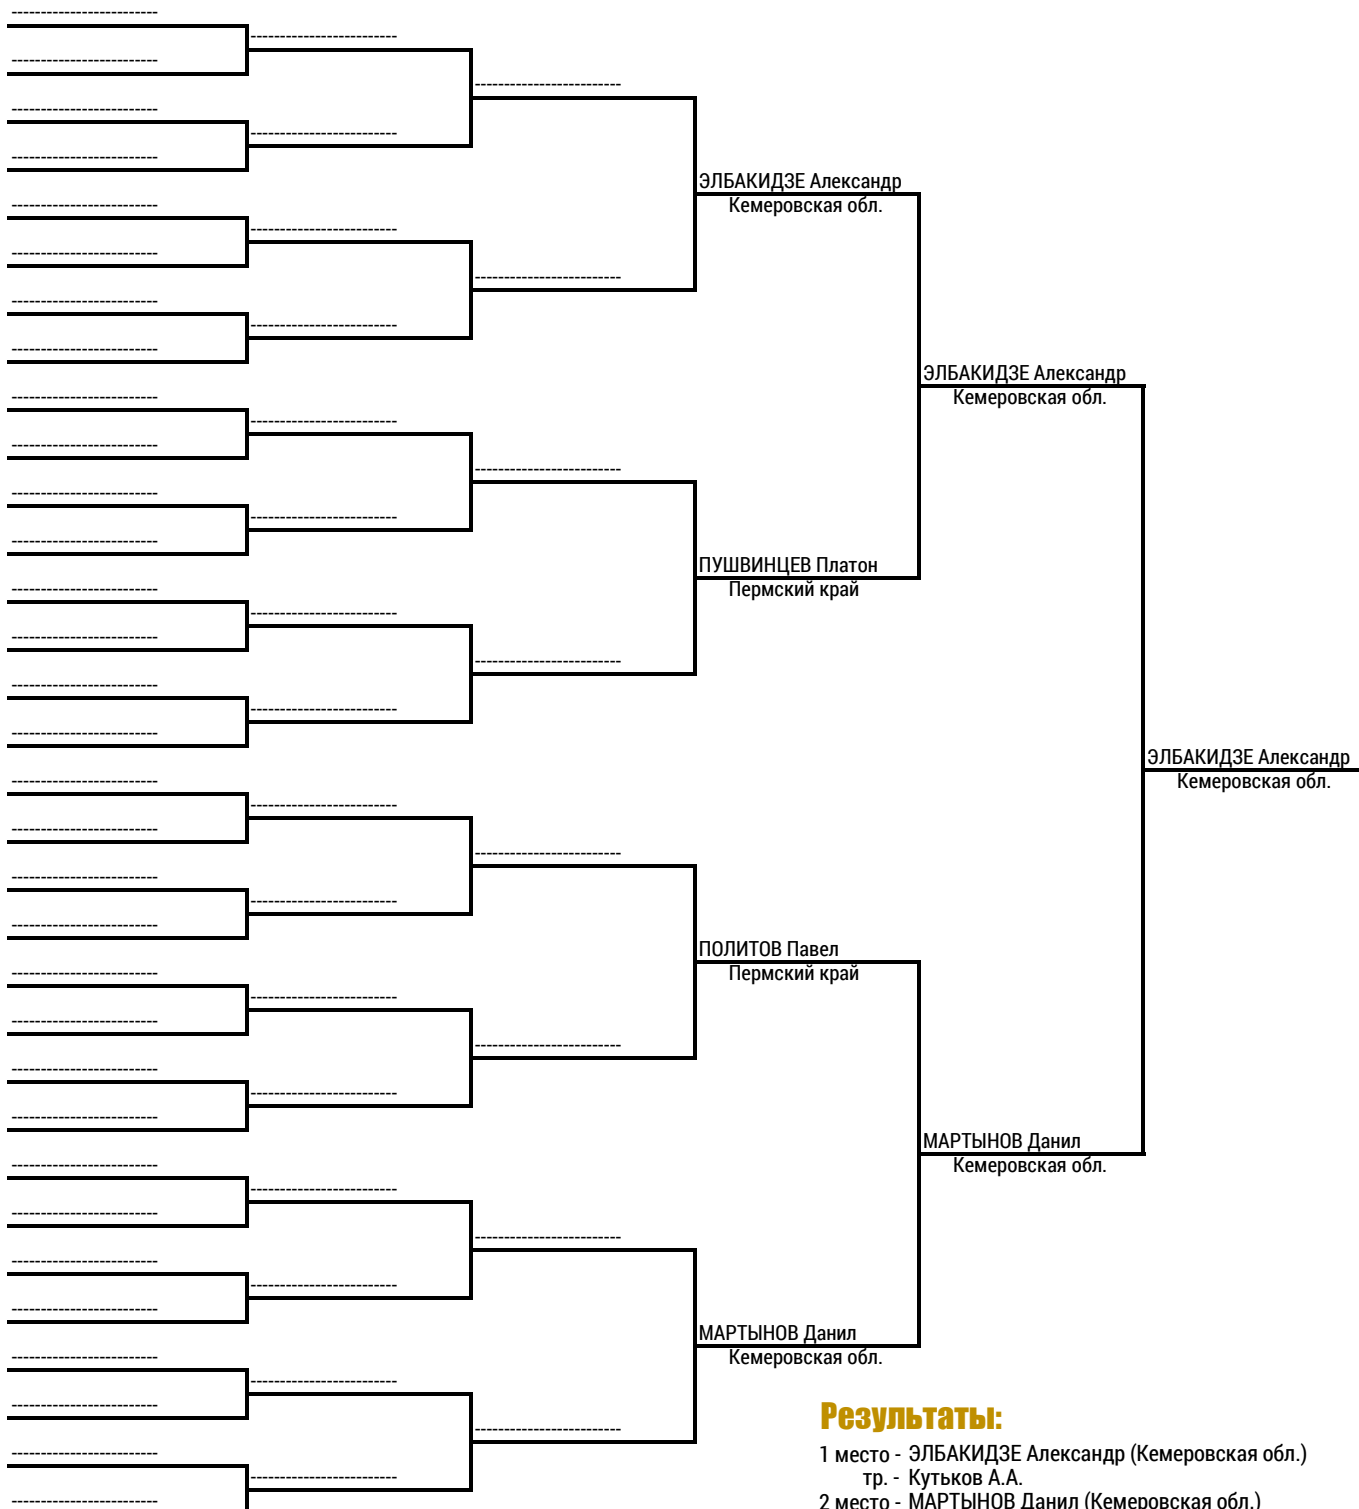 ЭЛБАКИДЗЕ Александр
Кемеровская обл.
ЭЛБАКИДЗЕ Александр
Кемеровская обл.
ПУШВИНЦЕВ Платон
Пермский край
ЭЛБАКИДЗЕ Александр
Кемеровская обл.
ПОЛИТОВ Павел
Пермский край
МАРТЫНОВ Данил
Кемеровская обл.
МАРТЫНОВ Данил
Кемеровская обл.
Результаты:
1 место - ЭЛБАКИДЗЕ Александр (Кемеровская обл.)
тр. - Кутьков А.А.
2 место - МАРТЫНОВ Данил (Кемеровская обл.)